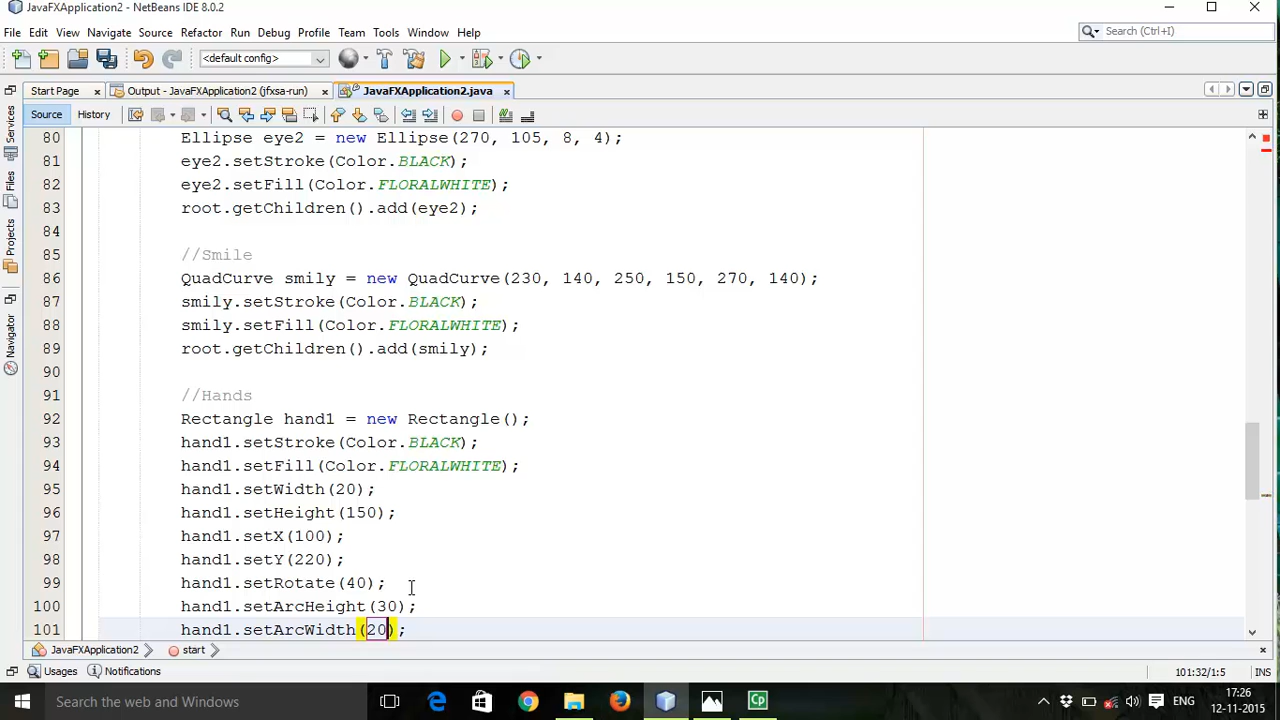 JavaFXApplication2 - NetBeans IDE 8.0.2
File Edit View Navigate Source Refactor Run Debug Profile Team Tools Window Help
Search (Ctrl+I)
<default config>
Start Page Output - JavaFXApplication2 (jfxsa-run) JavaFXApplication2.java
Source History
Services
Files
Projects
Navigator
80 Ellipse eye2 = new Ellipse(270, 105, 8, 4);
81 eye2.setStroke(Color.BLACK);
82 eye2.setFill(Color.FLORALWHITE);
83 root.getChildren().add(eye2);
84
85 //Smile
86 QuadCurve smily = new QuadCurve(230, 140, 250, 150, 270, 140);
87 smily.setStroke(Color.BLACK);
88 smily.setFill(Color.FLORALWHITE);
89 root.getChildren().add(smily);
90
91 //Hands
92 Rectangle hand1 = new Rectangle();
93 hand1.setStroke(Color.BLACK);
94 hand1.setFill(Color.FLORALWHITE);
95 hand1.setWidth(20);
96 hand1.setHeight(150);
97 hand1.setX(100);
98 hand1.setY(220);
99 hand1.setRotate(40);
100 hand1.setArcHeight(30);
101 hand1.setArcWidth(20);
JavaFXApplication2 start
Usages Notifications 101:32/1:5 INS
Search the web and Windows
Cp
ENG
17:26
12-11-2015